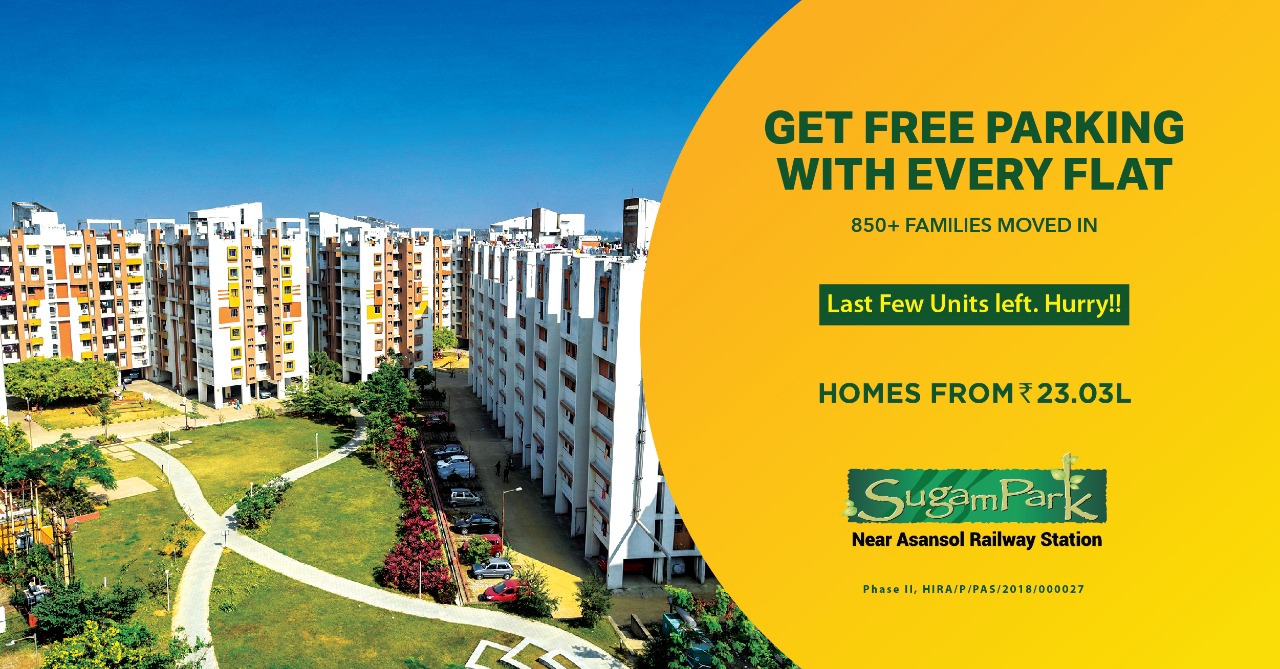 GET FREE PARKING
WITH EVERY FLAT
850+ FAMILIES MOVED IN
Last Few Units left. Hurry!!
HOMES FROM ₹ 23.03L
SugamPark
Near Asansol Railway Station
Phase II, HIRA/P/PAS/2018/000027